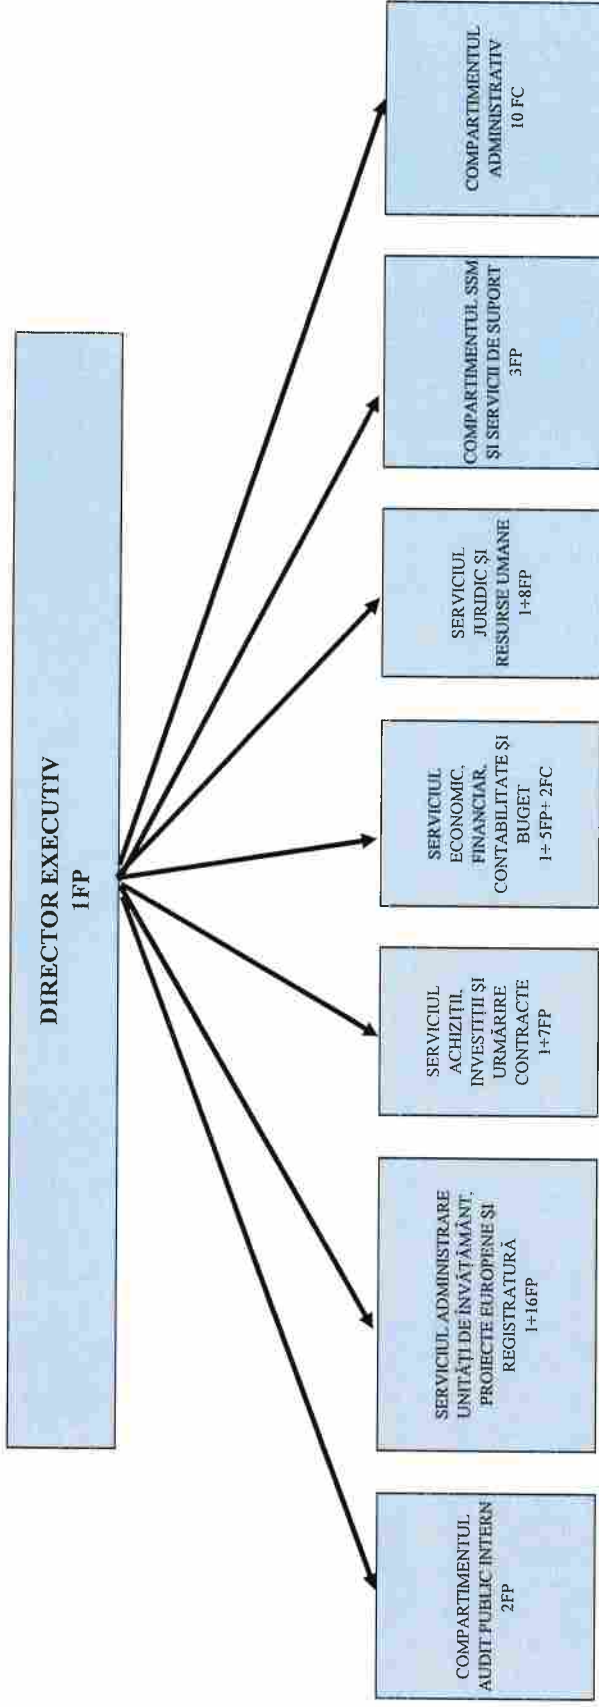 DIRECTOR EXECUTIV
1FP
COMPARTIMENTUL
AUDIT PUBLIC INTERN
2FP
SERVICIUL ADMINISTRARE
UNITĂȚI DE ÎNVĂȚĂMÂNT,
PROIECTE EUROPENE ȘI
REGISTRATURĂ
1+16FP
SERVICIUL
ACHIZIȚII,
INVESTIȚII ȘI
URMĂRIRE
CONTRACTE
1+7FP
SERVICIUL
ECONOMIC,
FINANCIAR,
CONTABILITATE ȘI
BUGET
1+ 5FP+ 2FC
SERVICIUL
JURIDIC ȘI
RESURSE UMANE
1+8FP
COMPARTIMENTUL SSM
ȘI SERVICII DE SUPORT
3FP
COMPARTIMENTUL
ADMINISTRATIV
10 FC